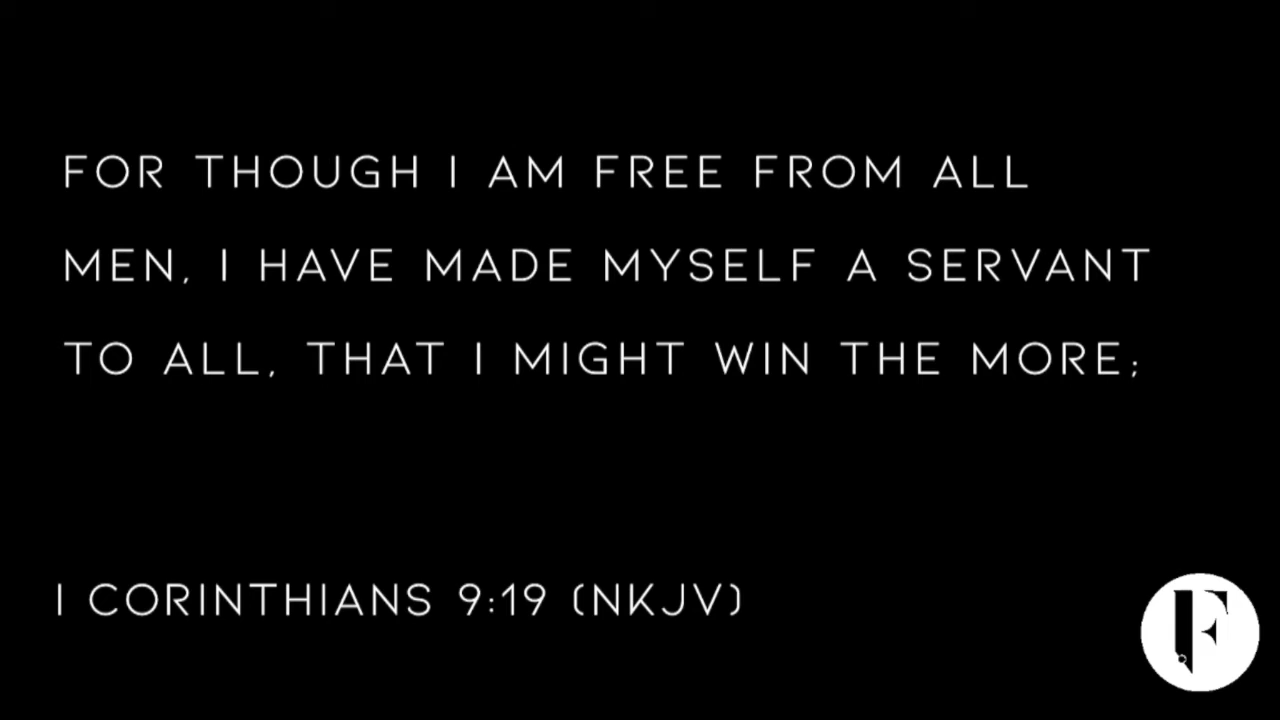 FOR THOUGH I AM FREE FROM ALL
MEN, I HAVE MADE MYSELF A SERVANT
TO ALL, THAT I MIGHT WIN THE MORE;
I CORINTHIANS 9:19 (NKJV)
F